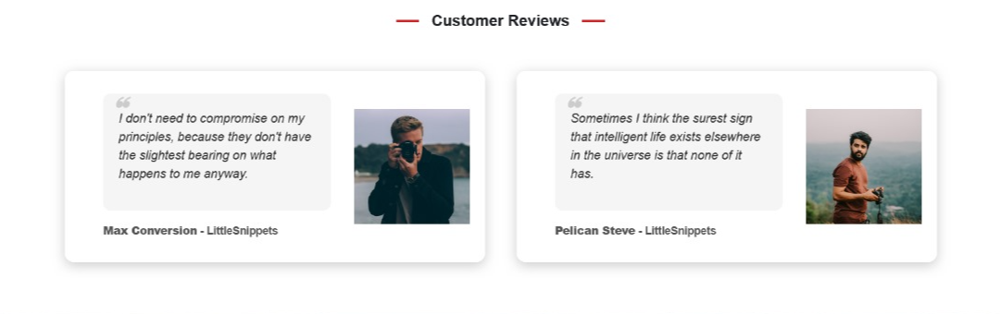 Customer Reviews
❝
I don't need to compromise on my
principles, because they don't have
the slightest bearing on what
happens to me anyway.
Max Conversion - LittleSnippets
❝
Sometimes I think the surest sign
that intelligent life exists elsewhere
in the universe is that none of it
has.
Pelican Steve - LittleSnippets